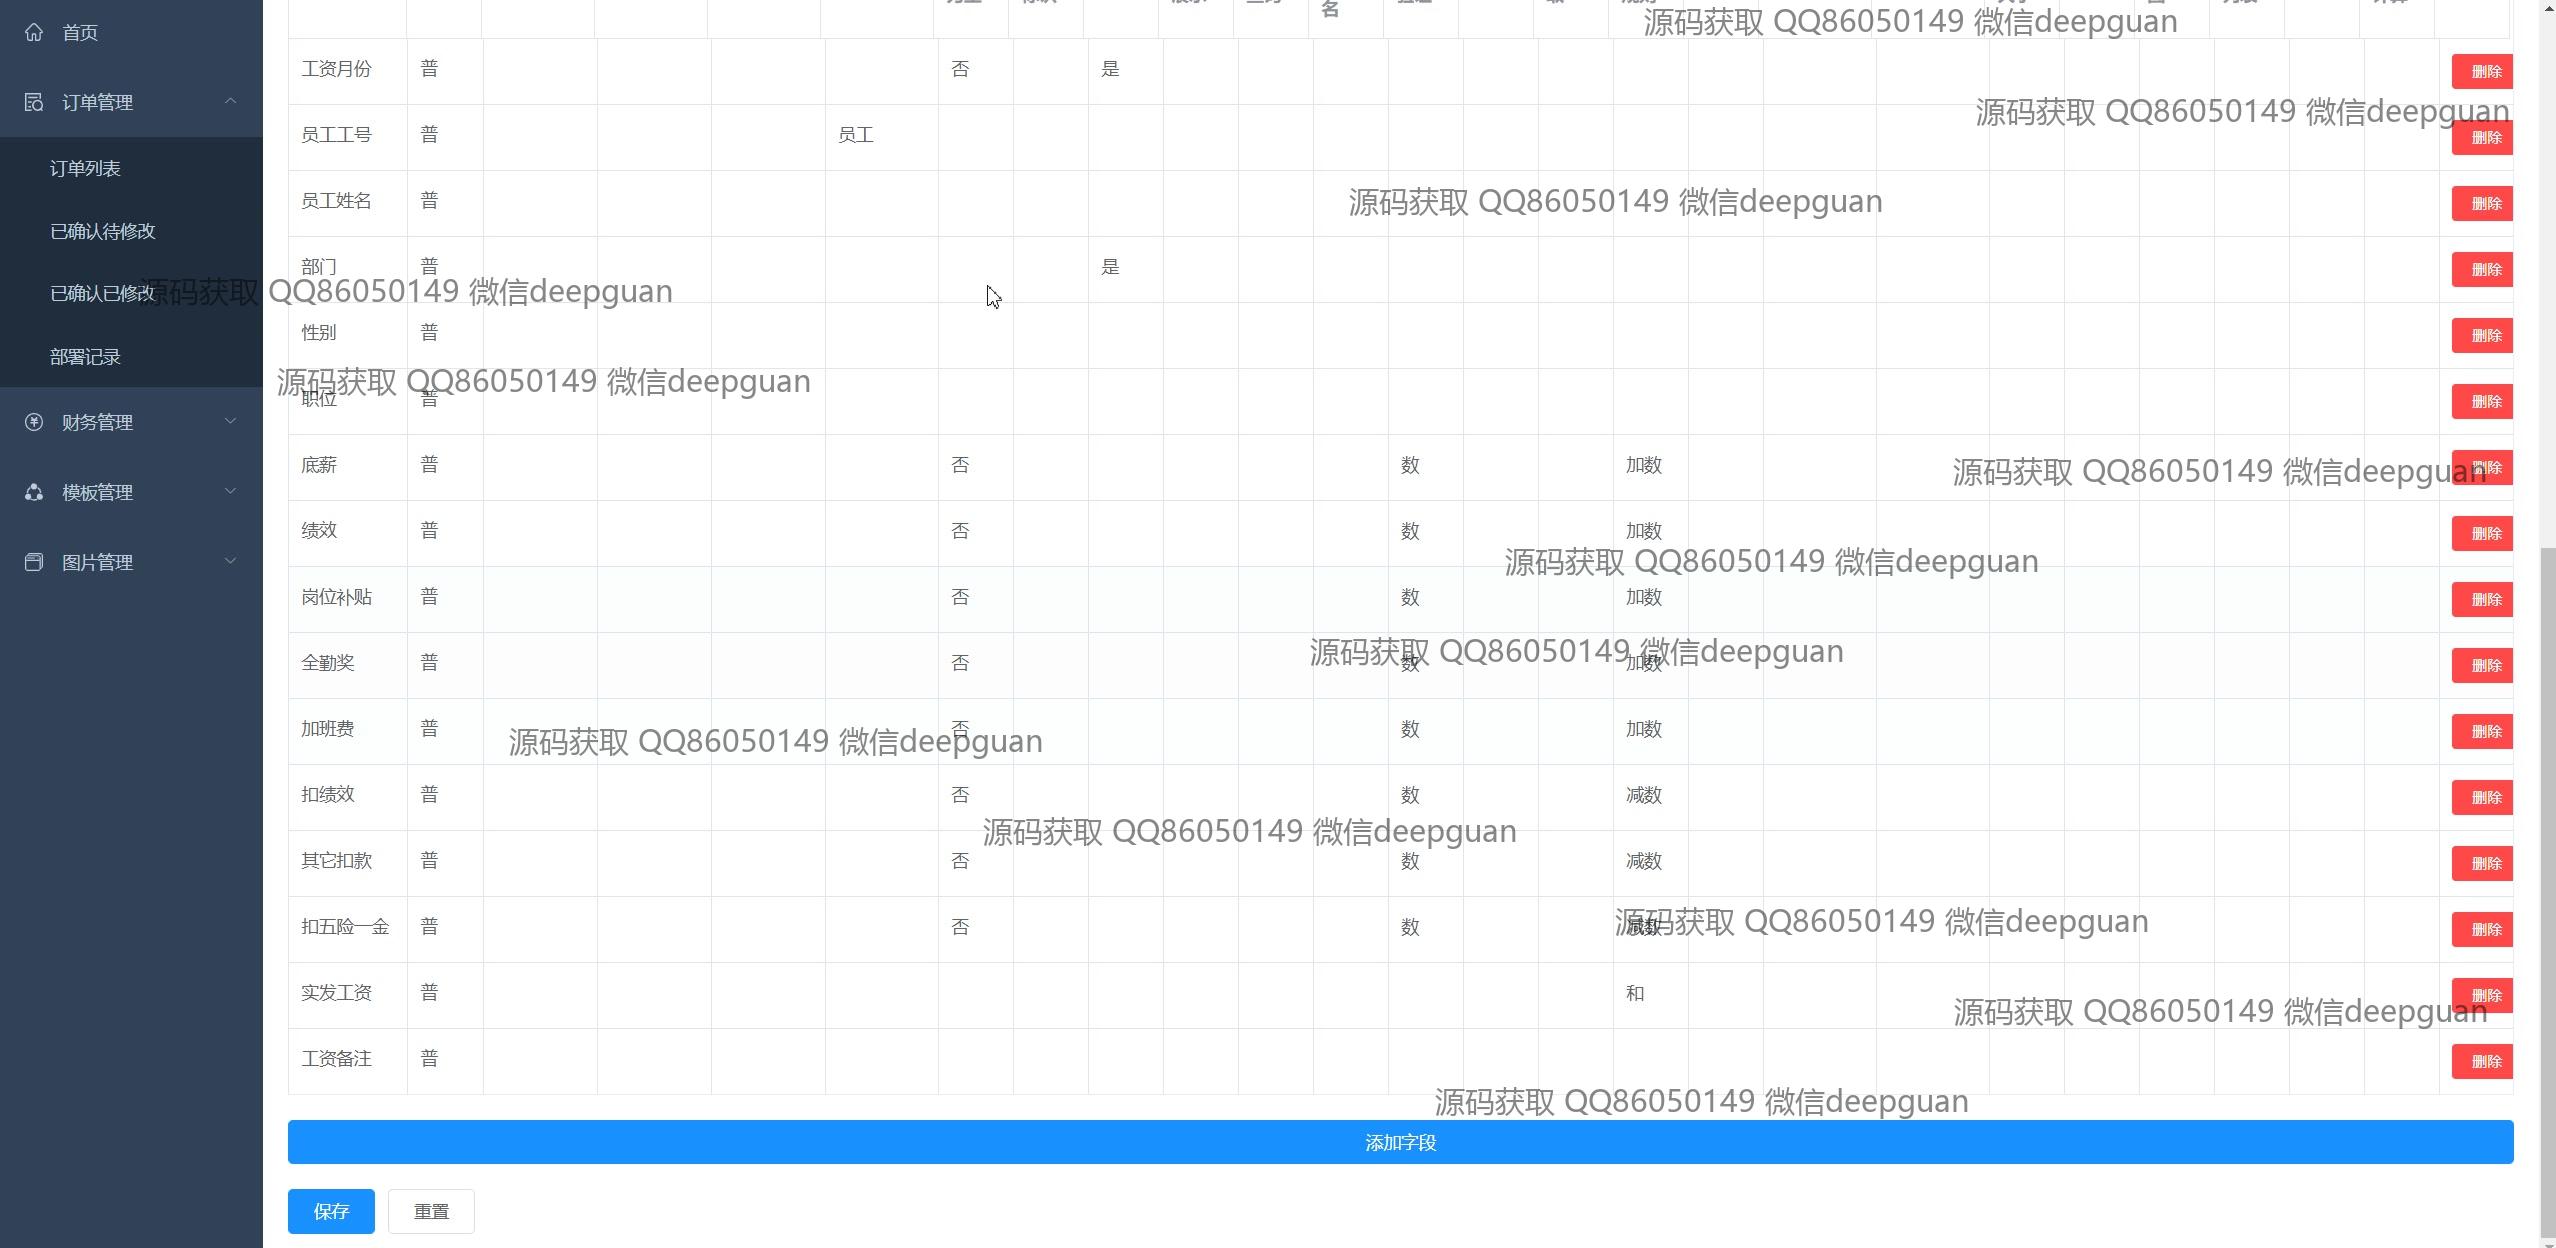 首页
订单管理
订单列表
已确认待修改
已确认已修改
部署记录
财务管理
模板管理
图片管理
名
源码获取 QQ86050149 微信deepguan
工资月份 普 否 是 删除
源码获取 QQ86050149 微信deepguan
员工工号 普 员工 删除
员工姓名 普 删除
源码获取 QQ86050149 微信deepguan
部门 普 是 删除
源码获取 QQ86050149 微信deepguan
性别 普 删除
源码获取 QQ86050149 微信deepguan
职位 普 删除
底薪 普 否 数 加数 删除
源码获取 QQ86050149 微信deepguan
绩效 普 否 数 加数 删除
源码获取 QQ86050149 微信deepguan
岗位补贴 普 否 数 加数 删除
源码获取 QQ86050149 微信deepguan
全勤奖 普 否 数 加数 删除
加班费 普 否 数 加数 删除
源码获取 QQ86050149 微信deepguan
扣绩效 普 否 数 减数 删除
源码获取 QQ86050149 微信deepguan
其它扣款 普 否 数 减数 删除
源码获取 QQ86050149 微信deepguan
扣五险一金 普 否 数 减数 删除
实发工资 普 和 删除
源码获取 QQ86050149 微信deepguan
工资备注 普 删除
源码获取 QQ86050149 微信deepguan
添加字段
保存 重置